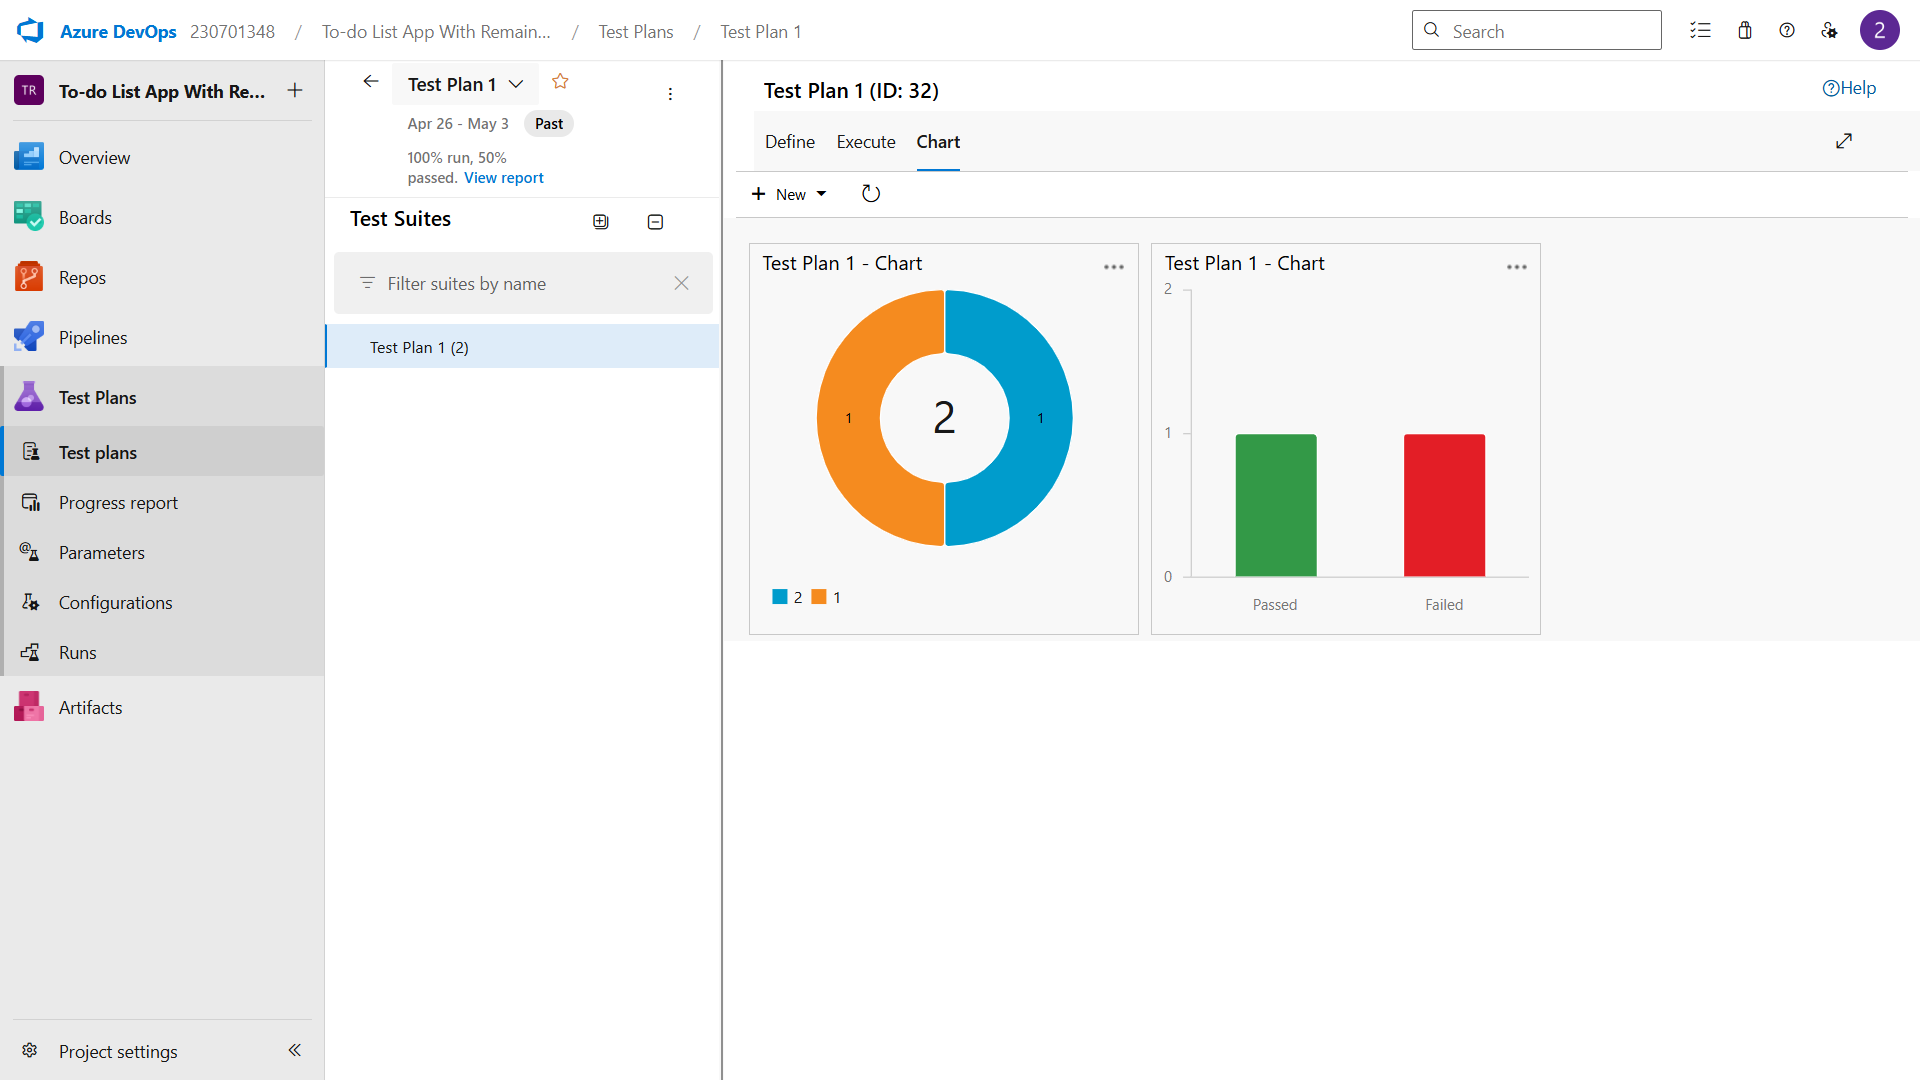 Azure DevOps 230701348 / To-do List App With Remain... / Test Plans / Test Plan 1
Search
2
TR To-do List App With Re...
Overview
Boards
Repos
Pipelines
Test Plans
Test plans
Progress report
Parameters
Configurations
Runs
Artifacts
Project settings
Test Plan 1
Apr 26 - May 3 Past
100% run, 50%
passed. View report
Test Suites
Filter suites by name
Test Plan 1 (2)
Test Plan 1 (ID: 32)
Help
Define Execute Chart
New
Test Plan 1 - Chart
1 2 1
2 1
Test Plan 1 - Chart
2
1
0
Passed Failed